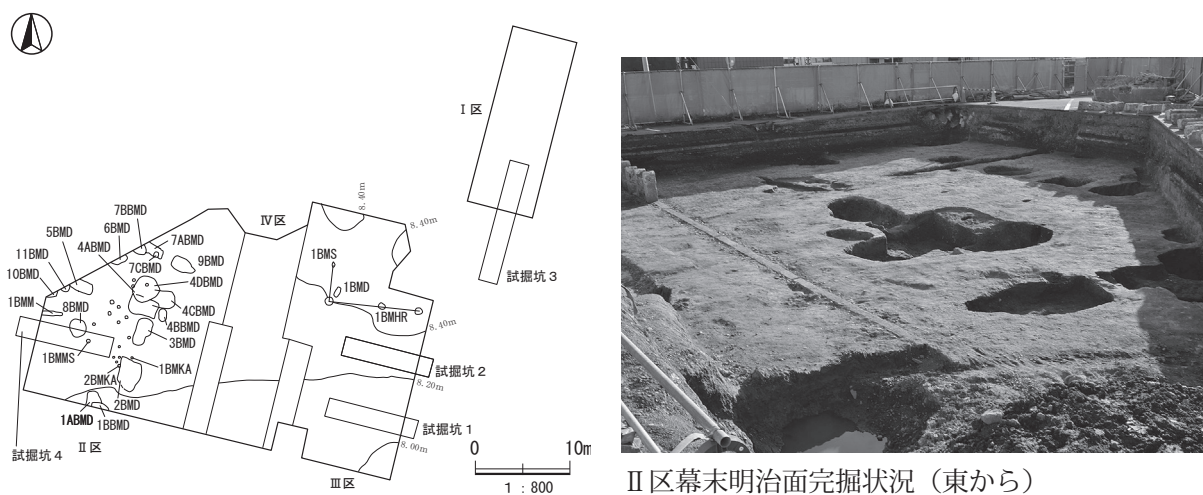 Ⅰ区
試掘坑3
Ⅳ区
8.40m
8.40m
7BBMD
6BMD
7ABMD
5BMD
4ABMD
11BMD
7CBMD
9BMD
10BMD
4DBMD
1BMM
8BMD
4CBMD
4BBMD
3BMD
1BMMS
1BMKA
2BMKA
2BMD
1ABMD
1BBMD
Ⅱ区
試掘坑4
1BMS
1BMD
1BMHR
8.40m
試掘坑2
8.20m
試掘坑1
8.00m
Ⅲ区
0 10m
1 : 800
Ⅱ区幕末明治面完掘状況（東から）